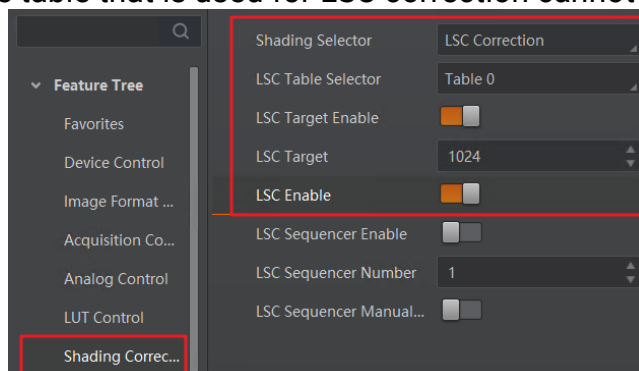 table that is used for LSC correction cannot
Shading Selector LSC Correction
LSC Table Selector Table 0
Feature Tree
LSC Target Enable
Favorites
LSC Target 1024
Device Control
LSC Enable
Image Format ...
LSC Sequencer Enable
Acquisition Co...
LSC Sequencer Number 1
Analog Control
LSC Sequencer Manual...
LUT Control
Shading Correc...